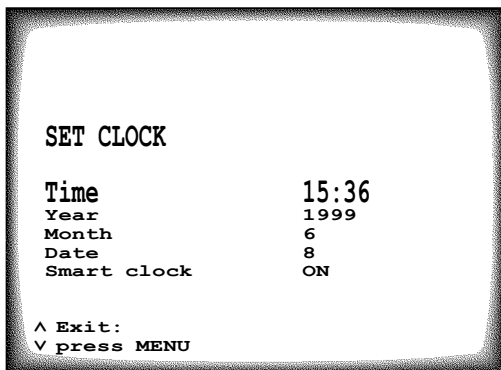 SET CLOCK
Time 15:36
Year 1999
Month 6
Date 8
Smart clock ON
∧ Exit:
∨ press MENU